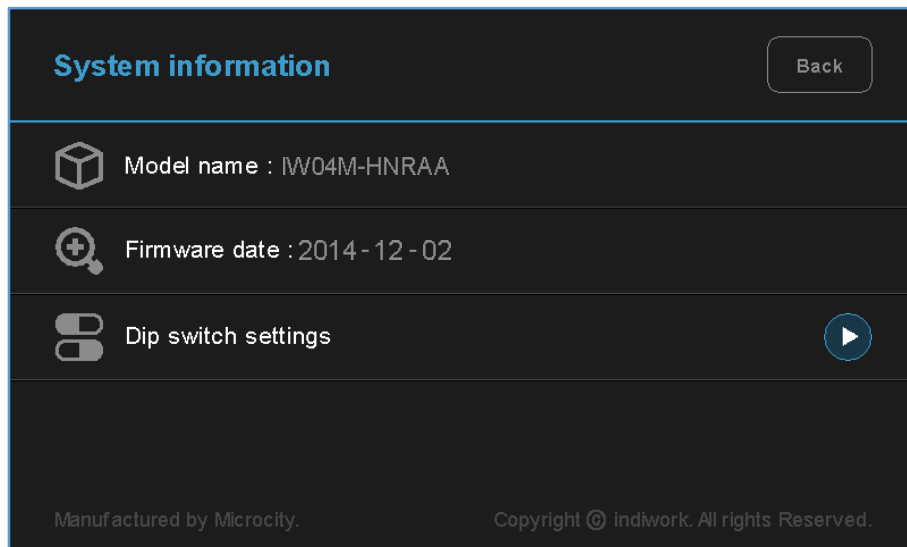 System information
Back
Model name : IW04M-HNRAA
Firmware date : 2014-12-02
Dip switch settings
Manufactured by Microcity.
Copyright © indiwork. All rights Reserved.